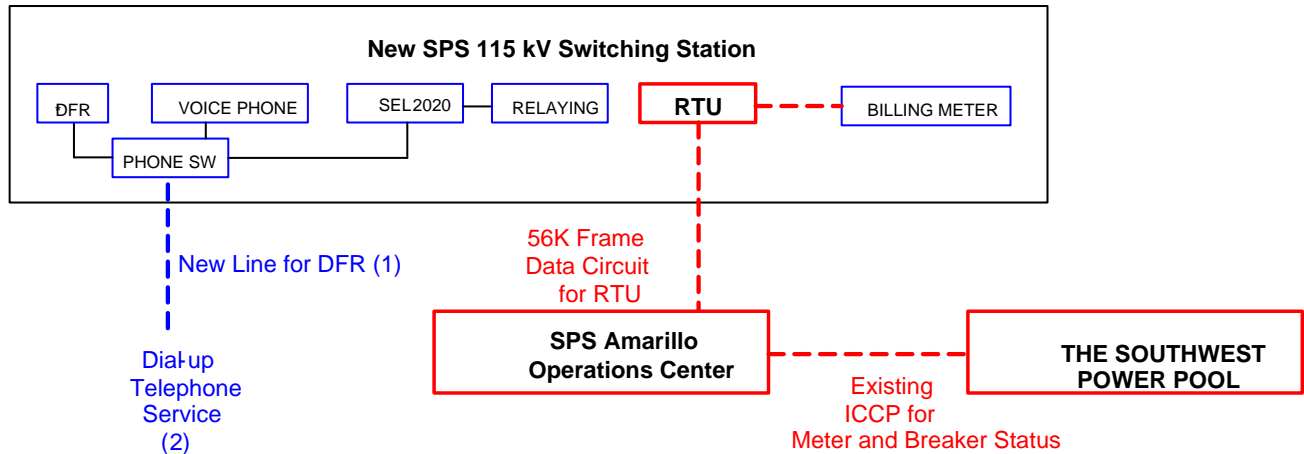 New SPS 115 kV Switching Station
DFR
VOICE PHONE
SEL2020
RELAYING
RTU
BILLING METER
PHONE SW
New Line for DFR (1)
56K Frame
Data Circuit
for RTU
Dial-up
Telephone
Service
(2)
SPS Amarillo
Operations Center
THE SOUTHWEST
POWER POOL
Existing
ICCP for
Meter and Breaker Status